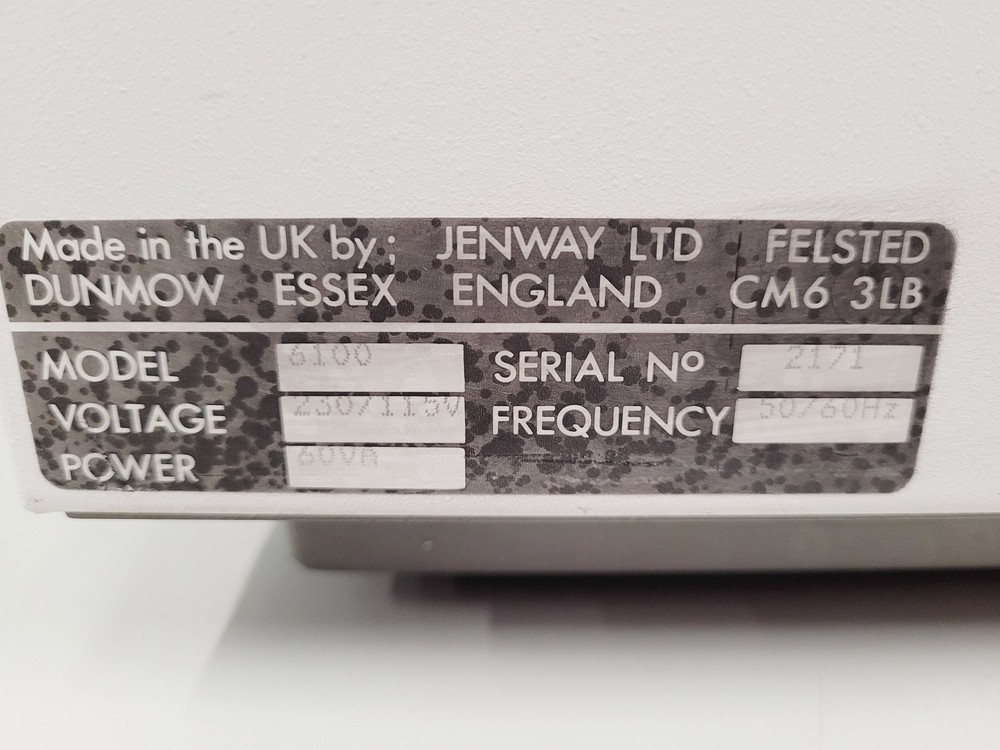 Made in the UK by; JENWAY LTD FELSTED
DUNMOW ESSEX ENGLAND CM6 3LB
MODEL 6100 SERIAL Nº 2171
VOLTAGE 230/115V FREQUENCY 50/60Hz
POWER 60VA